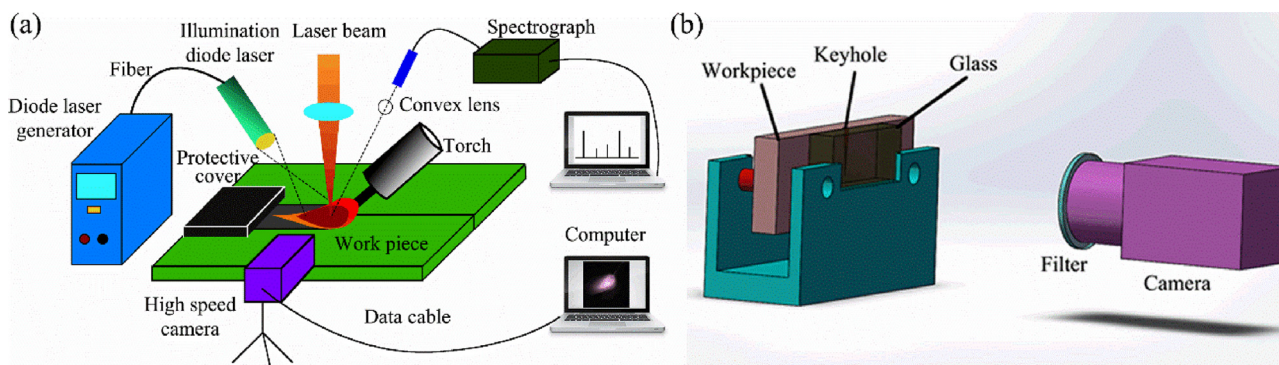 (a)
Illumination
diode laser
Laser beam
Spectrograph
Fiber
Diode laser
generator
Convex lens
Torch
Protective
cover
Work piece
Computer
High speed
camera
Data cable
(b)
Keyhole
Workpiece
Glass
Filter
Camera